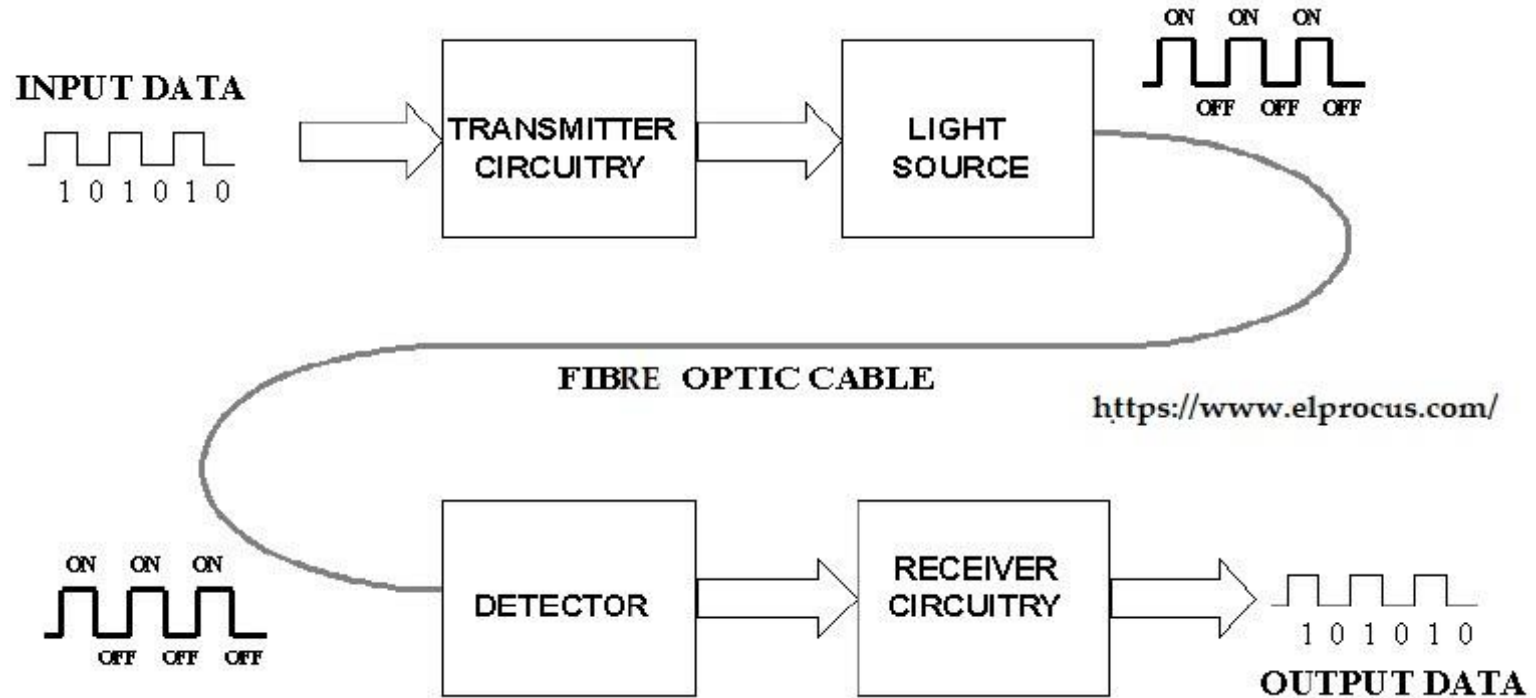 ON ON ON
OFF OFF OFF
INPUT DATA
1 0 1 0 1 0
TRANSMITTER
CIRCUITRY
LIGHT
SOURCE
FIBRE OPTIC CABLE
https://www.elprocus.com/
ON ON ON
OFF OFF OFF
DETECTOR
RECEIVER
CIRCUITRY
1 0 1 0 1 0
OUTPUT DATA